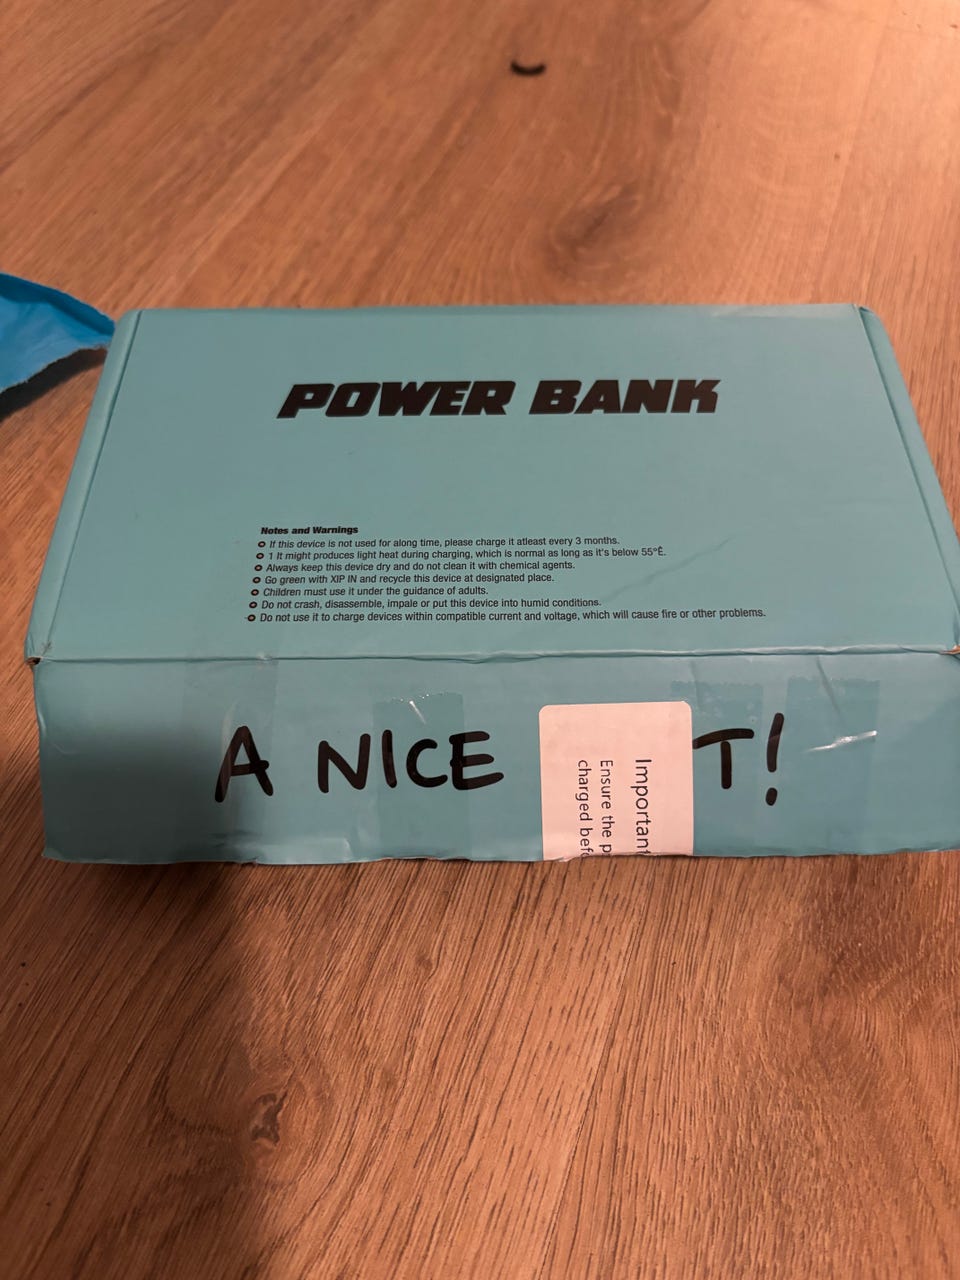 POWER BANK
Notes and Warnings
If this device is not used for along time, please charge it atleast every 3 months.
1 It might produces light heat during charging, which is normal as long as it's below 55°È.
Always keep this device dry and do not clean it with chemical agents.
Go green with XIP IN and recycle this device at designated place.
Children must use it under the guidance of adults.
Do not crash, disassemble, impale or put this device into humid conditions.
Do not use it to charge devices within compatible current and voltage, which will cause fire or other problems.
A NICE T!
Important
Ensure the
charged